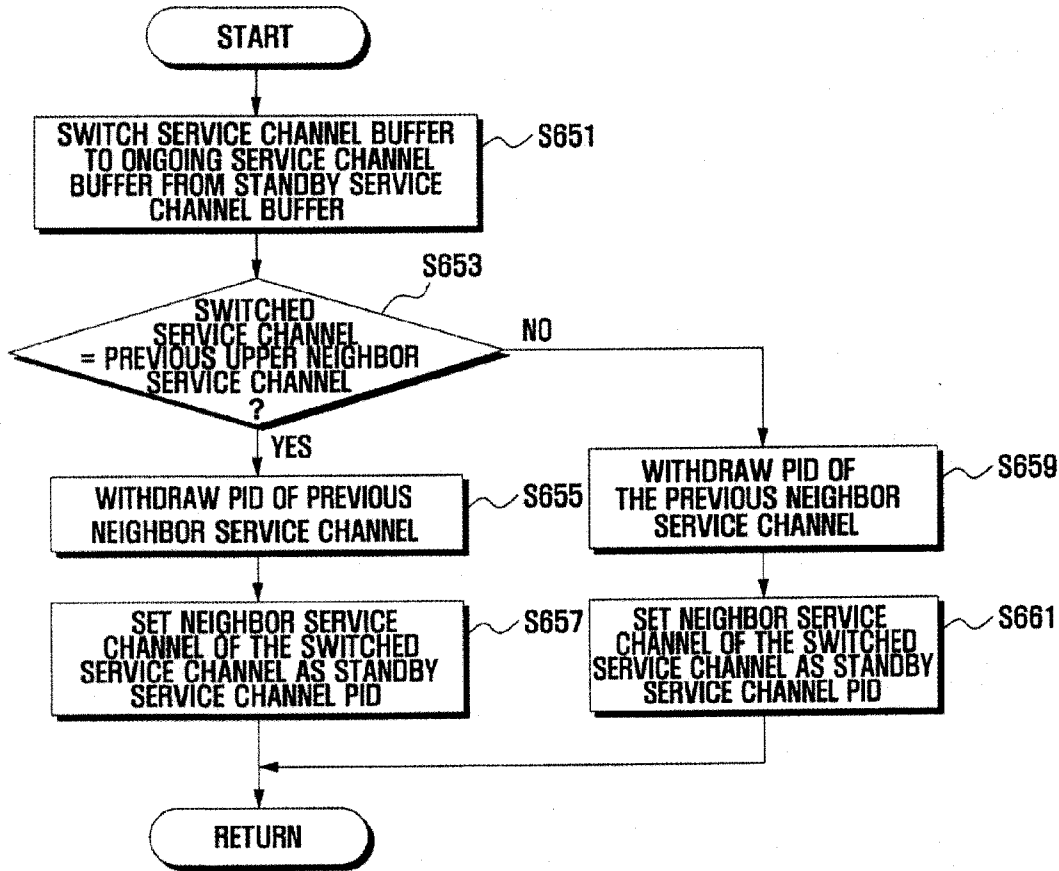 START
SWITCH SERVICE CHANNEL BUFFER
TO ONGOING SERVICE CHANNEL
BUFFER FROM STANDBY SERVICE
CHANNEL BUFFER
S651
S653
SWITCHED
SERVICE CHANNEL
= PREVIOUS UPPER NEIGHBOR
SERVICE CHANNEL
?
NO
YES
WITHDRAW PID OF PREVIOUS
NEIGHBOR SERVICE CHANNEL
S655
WITHDRAW PID OF
THE PREVIOUS NEIGHBOR
SERVICE CHANNEL
S659
SET NEIGHBOR SERVICE
CHANNEL OF THE SWITCHED
SERVICE CHANNEL AS STANDBY
SERVICE CHANNEL PID
S657
SET NEIGHBOR SERVICE
CHANNEL OF THE SWITCHED
SERVICE CHANNEL AS STANDBY
SERVICE CHANNEL PID
S661
RETURN